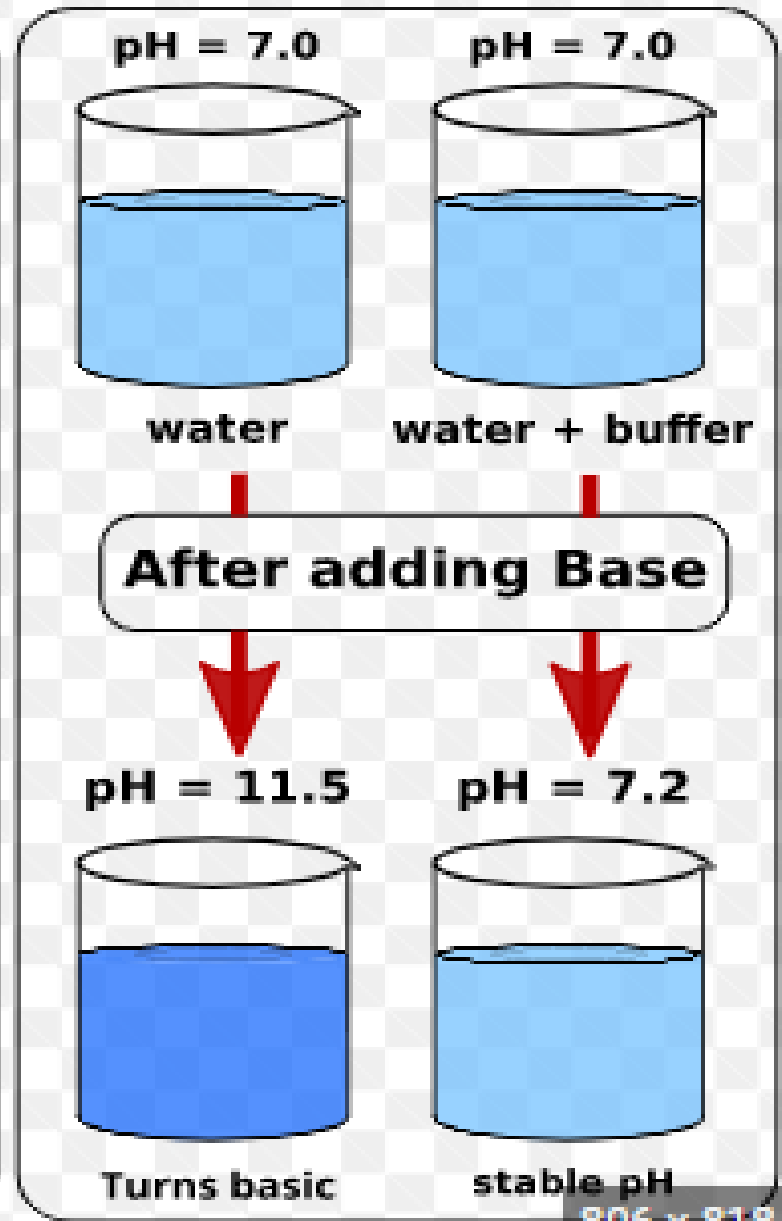 pH = 7.0 pH = 7.0
water water + buffer
After adding Base
pH = 11.5 pH = 7.2
Turns basic stable pH